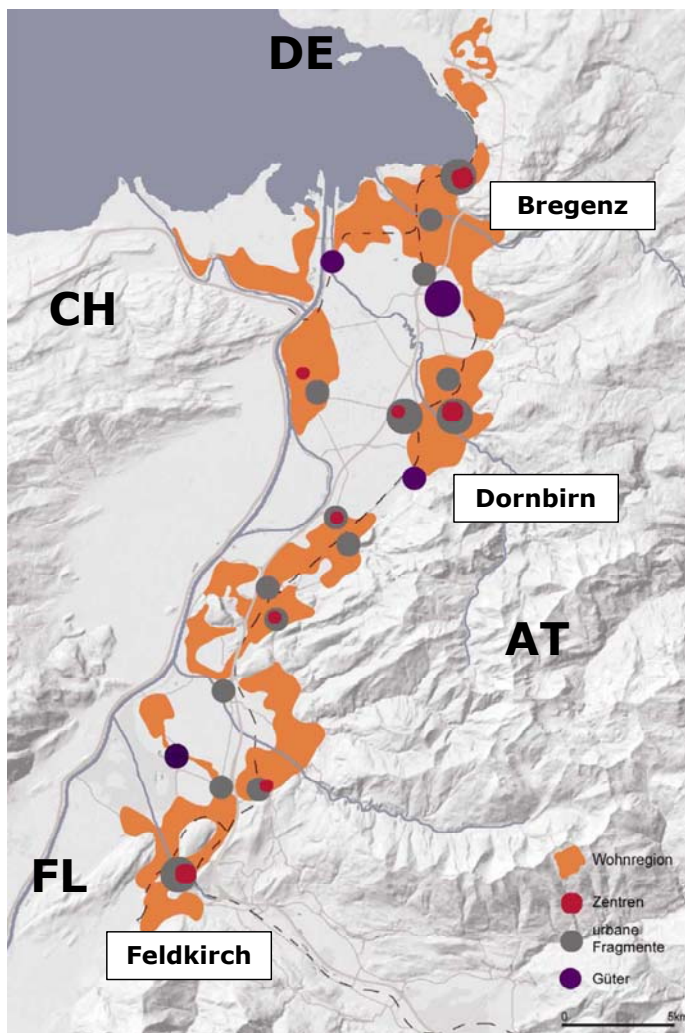 DE
Bregenz
CH
Dornbirn
AT
FL
Feldkirch
Wohnregion
Zentren
urbane
Fragmente
Güter
0 5km